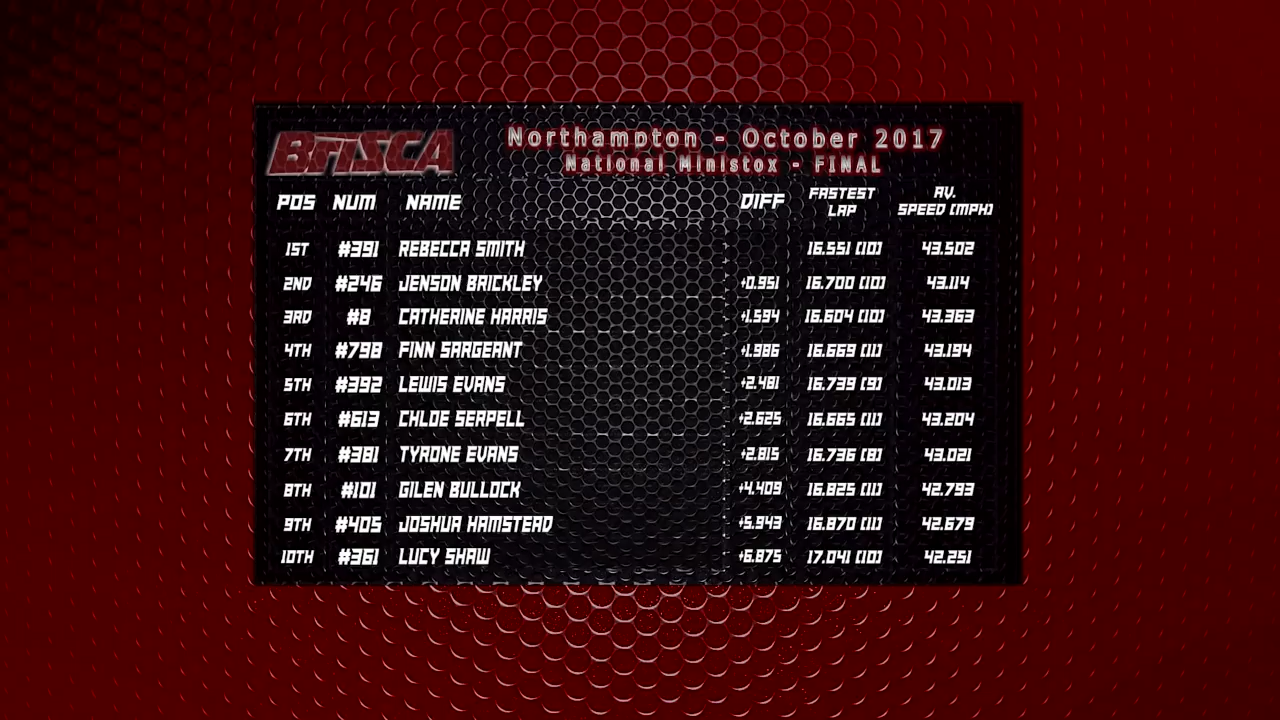 BriSCA
Northampton - October 2017
National Ministox - FINAL
POS NUM NAME DIFF FASTEST LAP AV. SPEED (MPH)
1ST #391 REBECCA SMITH 16.551 (10) 43.502
2ND #246 JENSON BRICKLEY +0.951 16.700 (10) 43.114
3RD #8 CATHERINE HARRIS +1.594 16.604 (10) 43.363
4TH #798 FINN SARGEANT +1.986 16.669 (11) 43.194
5TH #392 LEWIS EVANS +2.481 16.739 (9) 43.013
6TH #613 CHLOE SERPELL +2.625 16.665 (11) 43.204
7TH #381 TYRONE EVANS +2.815 16.736 (8) 43.021
8TH #101 GILEN BULLOCK +4.409 16.825 (11) 42.793
9TH #405 JOSHUA HAMSTEAD +5.943 16.870 (11) 42.679
10TH #361 LUCY SHAW +6.875 17.041 (10) 42.251